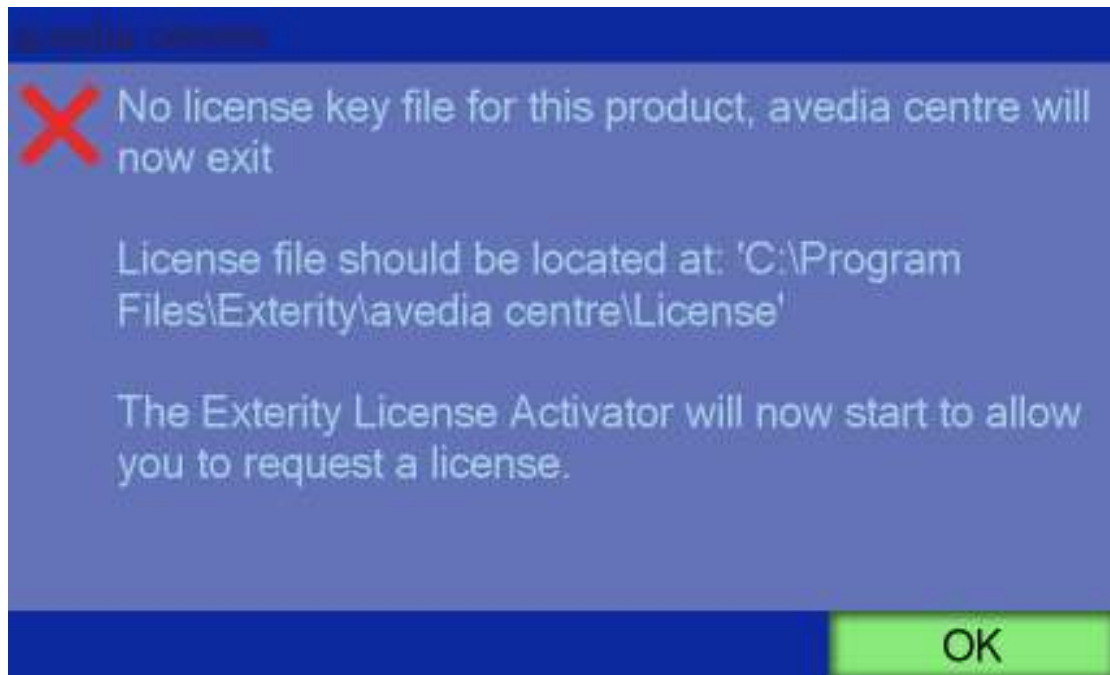 avedia centre
No license key file for this product, avedia centre will
now exit
License file should be located at: 'C:\Program
Files\Exterity\avedia centre\License'
The Exterity License Activator will now start to allow
you to request a license.
OK